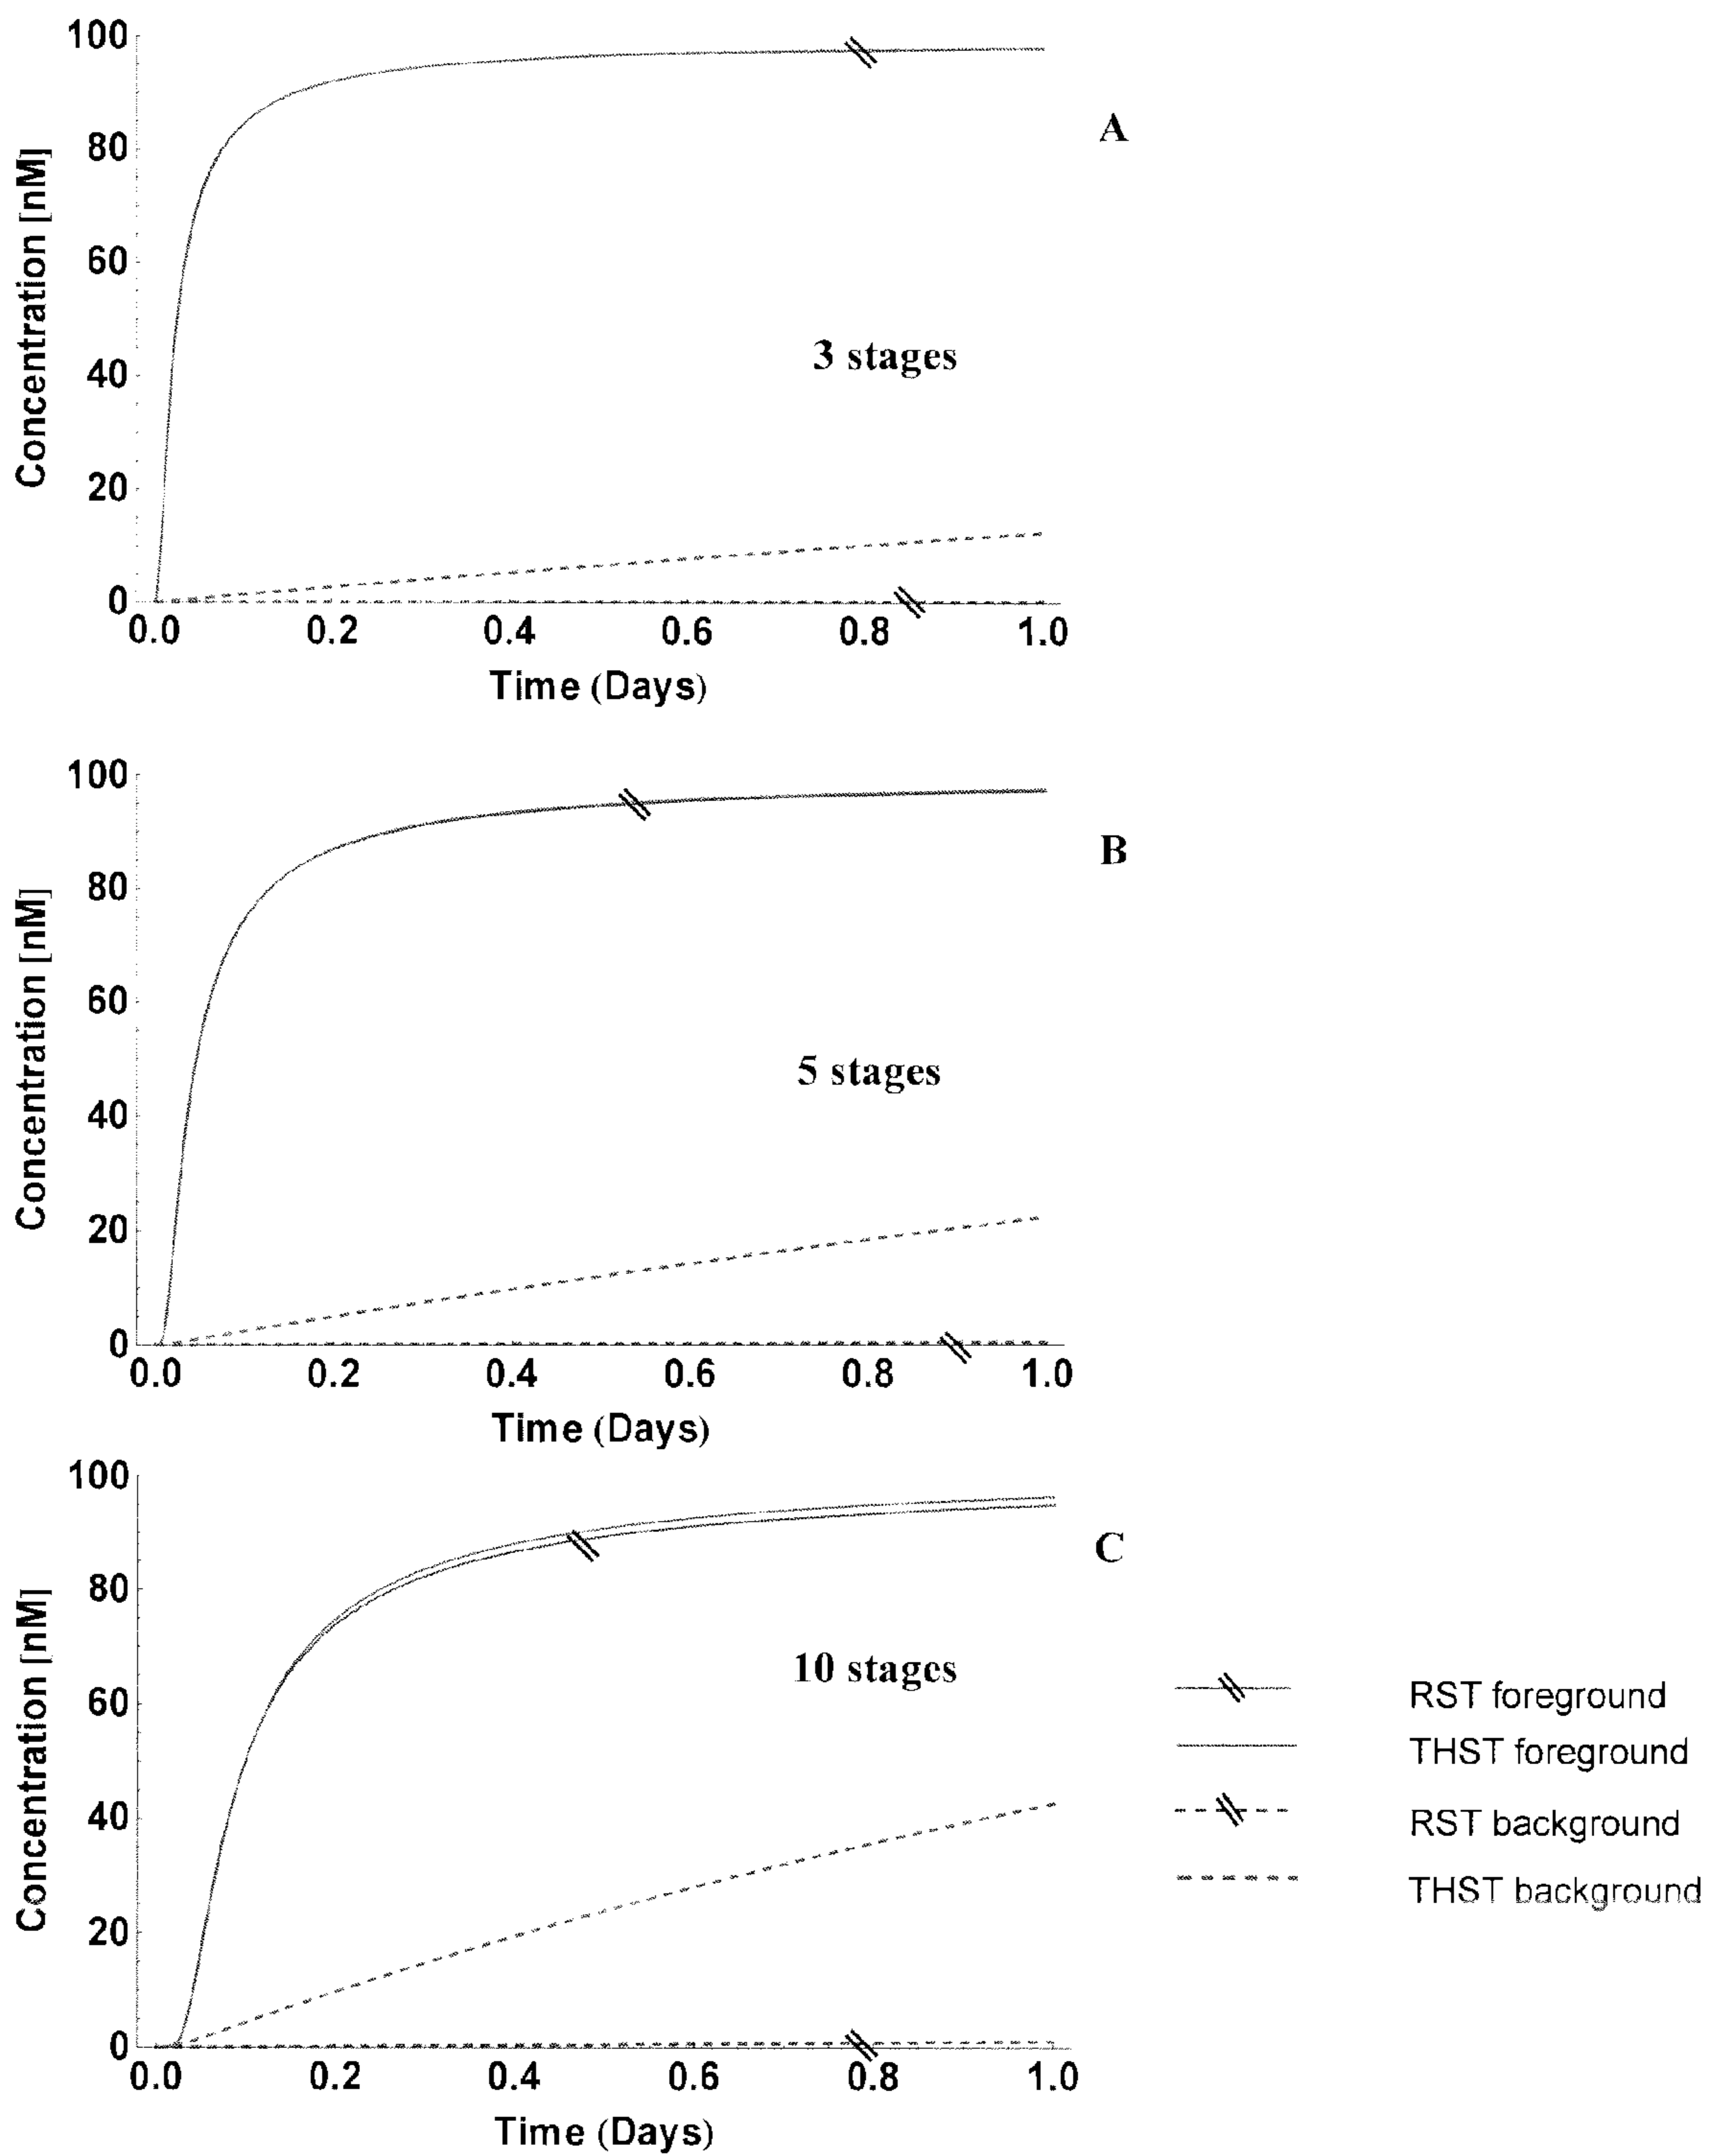 100
A
80
60
Concentration [nM]
3 stages
40
20
0
0.0 0.2 0.4 0.6 0.8 1.0
Time (Days)
100
B
80
60
Concentration [nM]
5 stages
40
20
0
0.0 0.2 0.4 0.6 0.8 1.0
Time (Days)
100
C
80
60
Concentration [nM]
10 stages
40
20
0
0.0 0.2 0.4 0.6 0.8 1.0
Time (Days)
RST foreground
THST foreground
RST background
THST background